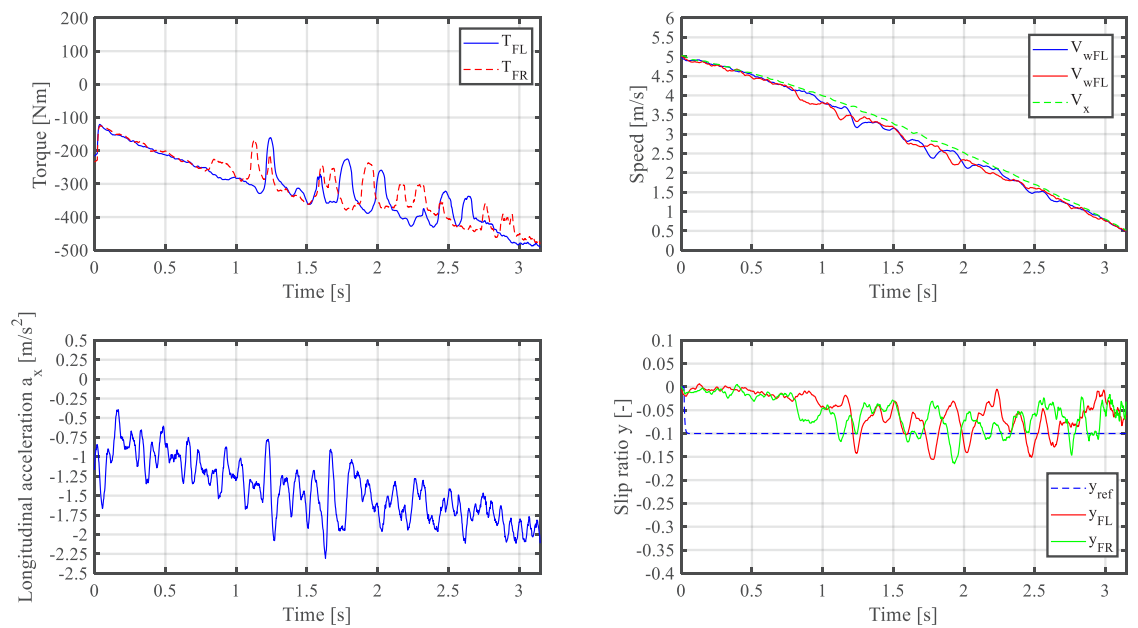 200
100
0
-100
-200
-300
-400
-500
Torque [Nm]
T_FL
T_FR
0 0.5 1 1.5 2 2.5 3
Time [s]
6
5.5
5
4.5
4
3.5
3
2.5
2
1.5
1
0.5
0
Speed [m/s]
V_wFL
V_wFL
V_x
0 0.5 1 1.5 2 2.5 3
Time [s]
0.5
0.25
0
-0.25
-0.5
-0.75
-1
-1.25
-1.5
-1.75
-2
-2.25
-2.5
Longitudinal acceleration a_x [m/s²]
0 0.5 1 1.5 2 2.5 3
Time [s]
0.1
0.05
0
-0.05
-0.1
-0.15
-0.2
-0.25
-0.3
-0.35
-0.4
Slip ratio y [-]
y_ref
y_FL
y_FR
0 0.5 1 1.5 2 2.5 3
Time [s]